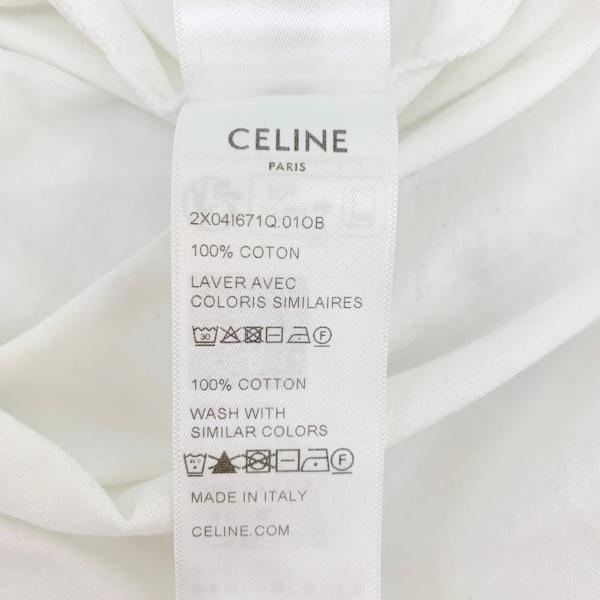 CELINE
PARIS
2X04I671Q.01OB
100% COTON
LAVER AVEC
COLORIS SIMILAIRES
30
F
100% COTTON
WASH WITH
SIMILAR COLORS
F
MADE IN ITALY
CELINE.COM